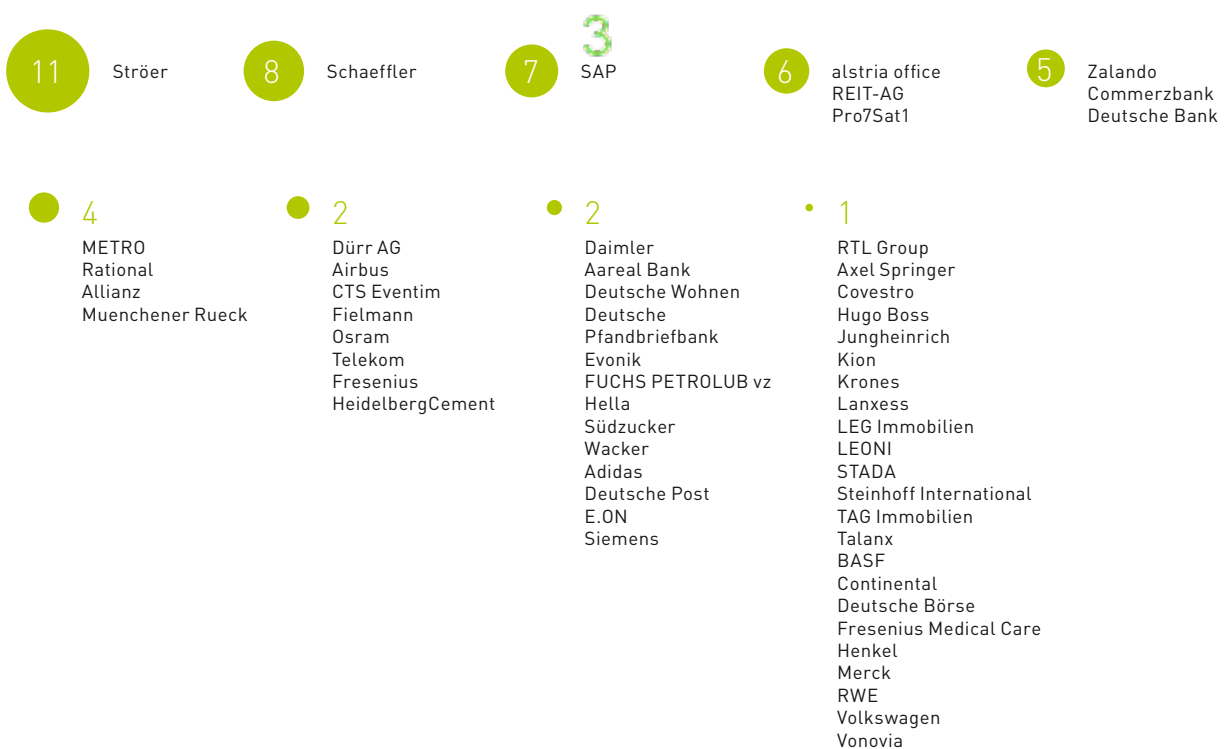 11
Ströer
8
Schaeffler
3
7
SAP
6
alstria office
REIT-AG
Pro7Sat1
5
Zalando
Commerzbank
Deutsche Bank
4
METRO
Rational
Allianz
Muenchener Rueck
2
Dürr AG
Airbus
CTS Eventim
Fielmann
Osram
Telekom
Fresenius
HeidelbergCement
2
Daimler
Aareal Bank
Deutsche Wohnen
Deutsche
Pfandbriefbank
Evonik
FUCHS PETROLUB vz
Hella
Südzucker
Wacker
Adidas
Deutsche Post
E.ON
Siemens
1
RTL Group
Axel Springer
Covestro
Hugo Boss
Jungheinrich
Kion
Krones
Lanxess
LEG Immobilien
LEONI
STADA
Steinhoff International
TAG Immobilien
Talanx
BASF
Continental
Deutsche Börse
Fresenius Medical Care
Henkel
Merck
RWE
Volkswagen
Vonovia